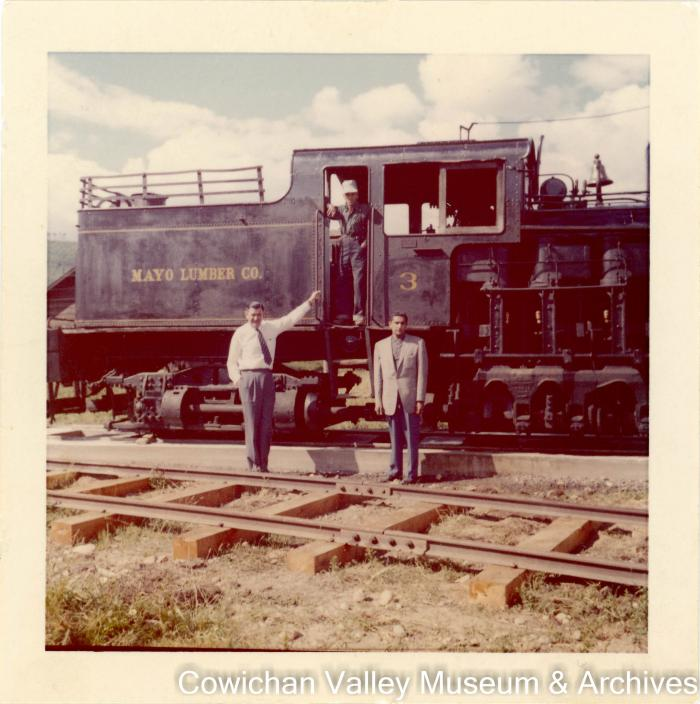 MAYO LUMBER CO.
3
Cowichan Valley Museum & Archives